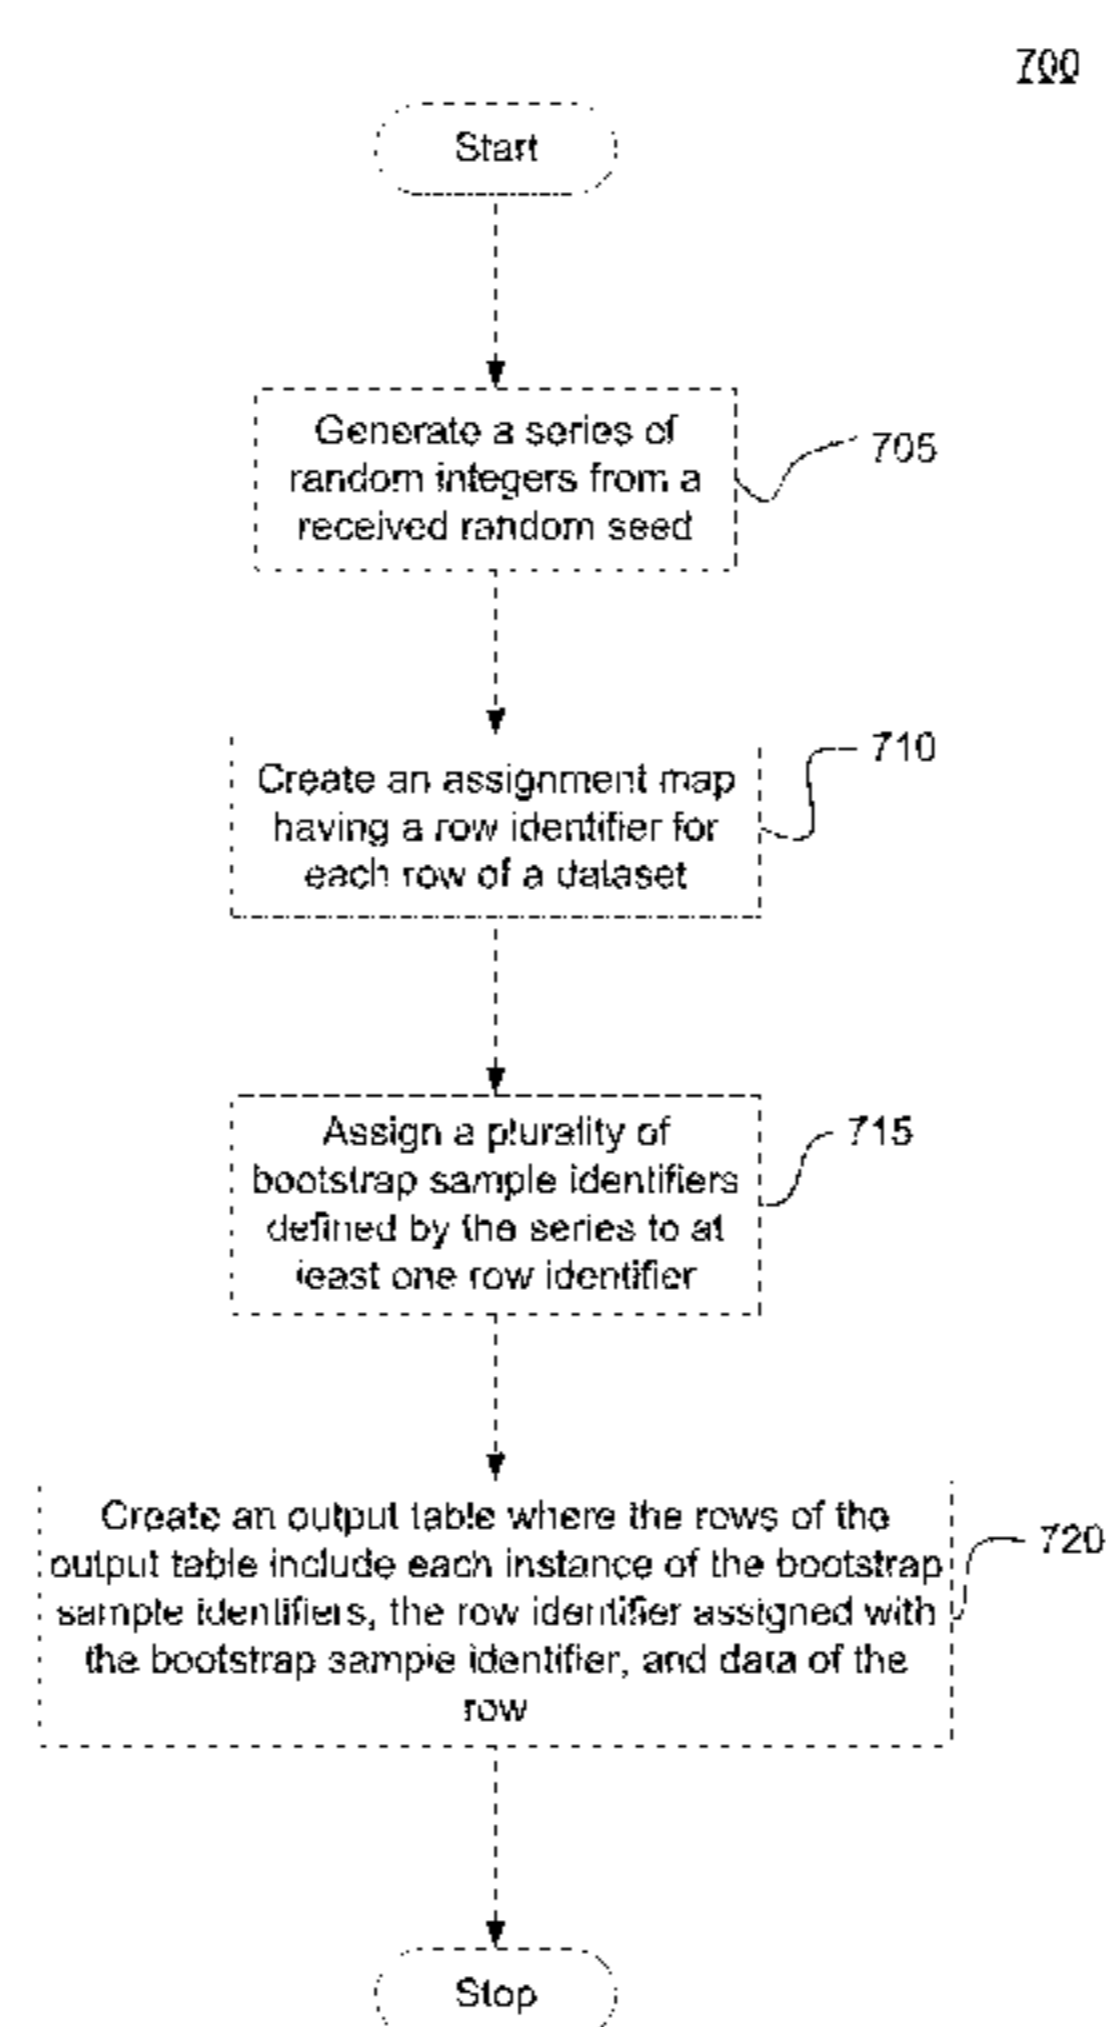 700
Start
Generate a series of
random integers from a
received random seed
705
Create an assignment map
having a row identifier for
each row of a dataset
710
Assign a plurality of
bootstrap sample identifiers
defined by the series to at
least one row identifier
715
Create an output table where the rows of the
output table include each instance of the bootstrap
sample identifiers, the row identifier assigned with
the bootstrap sample identifier, and data of the
row
720
Stop